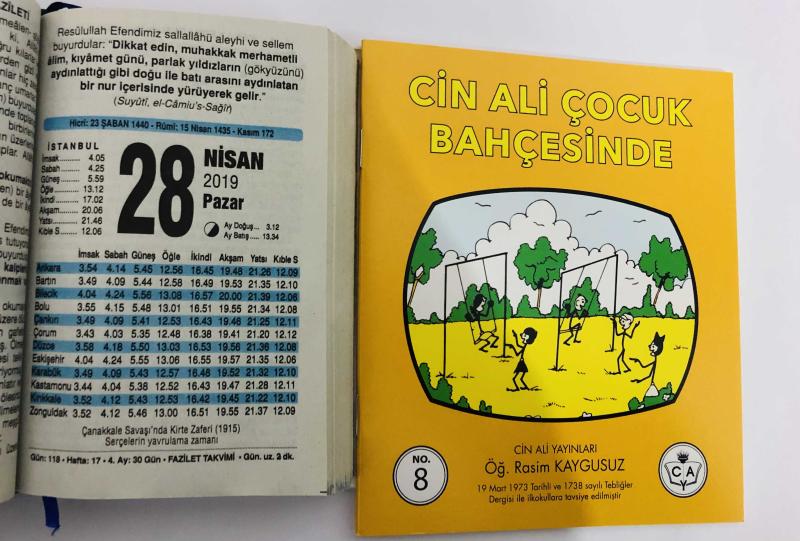 ZİLETİ
Resûlullah Efendimiz sallallâhü aleyhi ve sellem
buyurdular: "Dikkat edin, muhakkak merhametli
âlim, kıyâmet günü, parlak yıldızların (gökyüzünü)
aydınlattığı gibi doğu ile batı arasını aydınlatan
bir nur içerisinde yürüyerek gelir."
(Suyûtî, el-Câmiu's-Sağîr)
Hicrî: 23 ŞABAN 1440 - Rûmî: 15 Nisan 1435 - Kasım 172
İSTANBUL
İmsak 4.05
Sabah 4.25
Güneş 5.59
Öğle 13.12
İkindi 17.02
Akşam 20.06
Yatsı 21.46
Kıble S 12.06
28
NİSAN
2019
Pazar
Ay Doğuş 3.12
Ay Batış 13.34
İmsak Sabah Güneş Öğle İkindi Akşam Yatsı Kıble S
Ankara 3.54 4.14 5.45 12.56 16.45 19.48 21.26 12.09
Bartın 3.49 4.09 5.44 12.58 16.49 19.53 21.35 12.10
Bilecik 4.04 4.24 5.56 13.08 16.57 20.00 21.39 12.06
Bolu 3.55 4.15 5.48 13.01 16.51 19.55 21.34 12.08
Çankırı 3.49 4.09 5.41 12.53 16.43 19.46 21.25 12.11
Çorum 3.43 4.03 5.35 12.48 16.38 19.41 21.20 12.12
Düzce 3.58 4.18 5.50 13.03 16.53 19.56 21.36 12.08
Eskişehir 4.04 4.24 5.55 13.06 16.55 19.57 21.35 12.06
Karabük 3.49 4.09 5.43 12.57 16.48 19.52 21.32 12.10
Kastamonu 3.44 4.04 5.38 12.52 16.43 19.47 21.28 12.11
Kırıkkale 3.52 4.12 5.43 12.53 16.42 19.45 21.22 12.10
Zonguldak 3.52 4.12 5.46 13.00 16.51 19.55 21.37 12.09
Çanakkale Savaşı'nda Kirte Zaferi (1915)
Serçelerin yavrulama zamanı
Gün: 118 • Hafta: 17 • 4. Ay: 30 Gün • FAZİLET TAKVİMİ • Gün. uz. 2 dk.
CİN ALİ ÇOCUK
BAHÇESİNDE
NO.
8
CİN ALİ YAYINLARI
Öğ. Rasim KAYGUSUZ
19 Mart 1973 Tarihli ve 1738 sayılı Tebliğler
Dergisi ile ilkokullara tavsiye edilmiştir
C A
Y